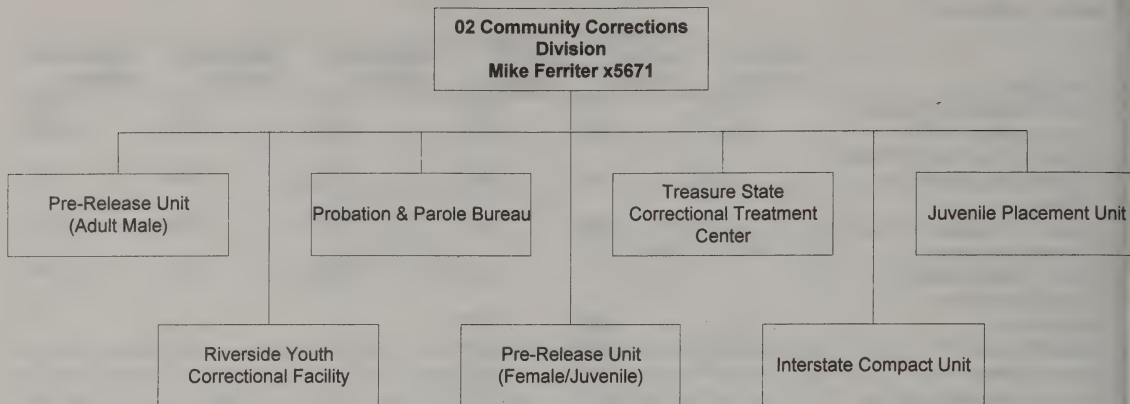 02 Community Corrections
Division
Mike Ferriter x5671
Pre-Release Unit
(Adult Male)
Probation & Parole Bureau
Treasure State
Correctional Treatment
Center
Juvenile Placement Unit
Riverside Youth
Correctional Facility
Pre-Release Unit
(Female/Juvenile)
Interstate Compact Unit